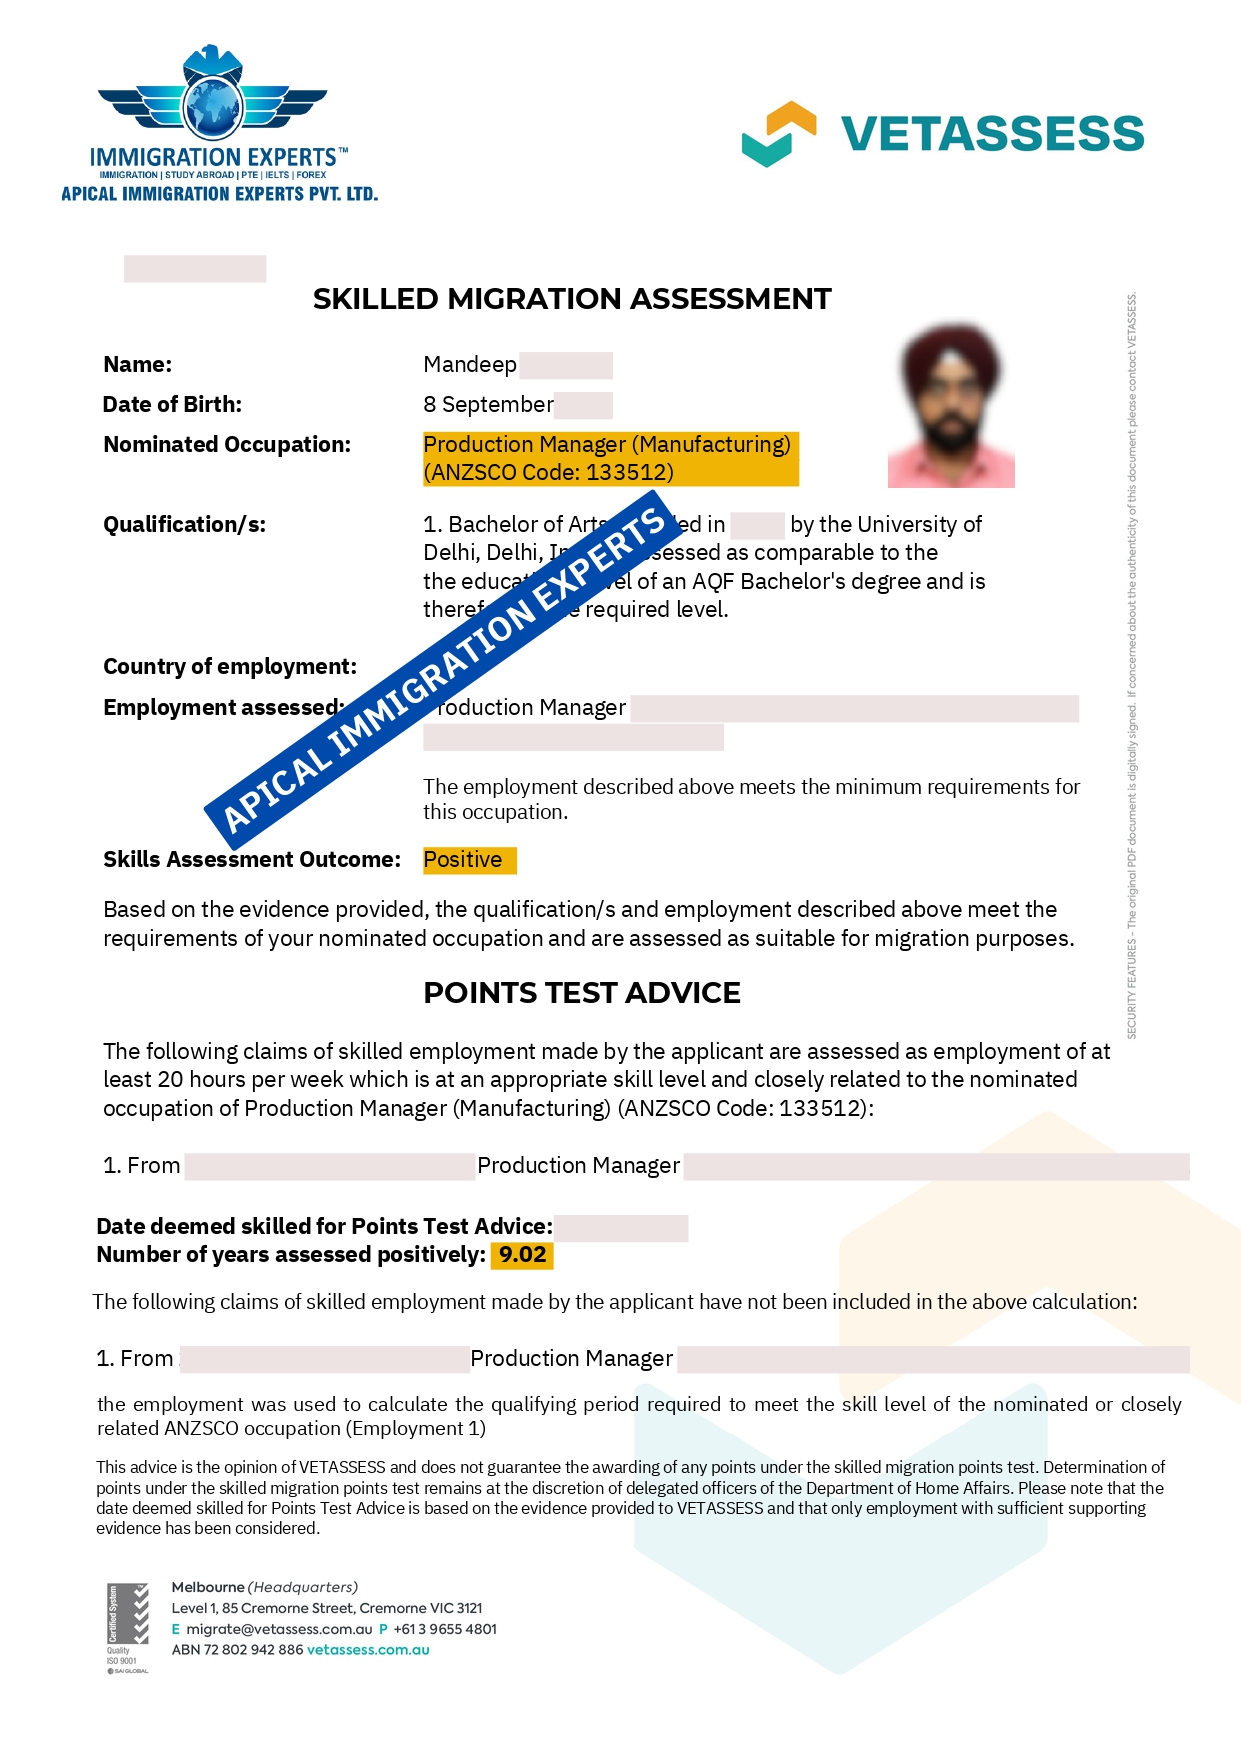 IMMIGRATION EXPERTS™
IMMIGRATION | STUDY ABROAD | PTE | IELTS | FOREX
APICAL IMMIGRATION EXPERTS PVT. LTD.
VETASSESS
SKILLED MIGRATION ASSESSMENT
Name: Mandeep
Date of Birth: 8 September
Nominated Occupation: Production Manager (Manufacturing)
(ANZSCO Code: 133512)
Qualification/s: 1. Bachelor of Arts in by the University of
Delhi, Delhi, as comparable to the
the of an AQF Bachelor's degree and is
required level.
Country of employment:
Employment assessed: Production Manager
The employment described above meets the minimum requirements for
this occupation.
APICAL IMMIGRATION EXPERTS
Skills Assessment Outcome: Positive
Based on the evidence provided, the qualification/s and employment described above meet the
requirements of your nominated occupation and are assessed as suitable for migration purposes.
POINTS TEST ADVICE
The following claims of skilled employment made by the applicant are assessed as employment of at
least 20 hours per week which is at an appropriate skill level and closely related to the nominated
occupation of Production Manager (Manufacturing) (ANZSCO Code: 133512):
1. From Production Manager
Date deemed skilled for Points Test Advice:
Number of years assessed positively: 9.02
The following claims of skilled employment made by the applicant have not been included in the above calculation:
1. From Production Manager
the employment was used to calculate the qualifying period required to meet the skill level of the nominated or closely
related ANZSCO occupation (Employment 1)
This advice is the opinion of VETASSESS and does not guarantee the awarding of any points under the skilled migration points test. Determination of
points under the skilled migration points test remains at the discretion of delegated officers of the Department of Home Affairs. Please note that the
date deemed skilled for Points Test Advice is based on the evidence provided to VETASSESS and that only employment with sufficient supporting
evidence has been considered.
SECURITY FEATURES - The original PDF document is digitally signed. If concerned about the authenticity of this document please contact VETASSESS.
Certified System
Quality
ISO 9001
SAI GLOBAL
Melbourne (Headquarters)
Level 1, 85 Cremorne Street, Cremorne VIC 3121
E migrate@vetassess.com.au P +61 3 9655 4801
ABN 72 802 942 886 vetassess.com.au